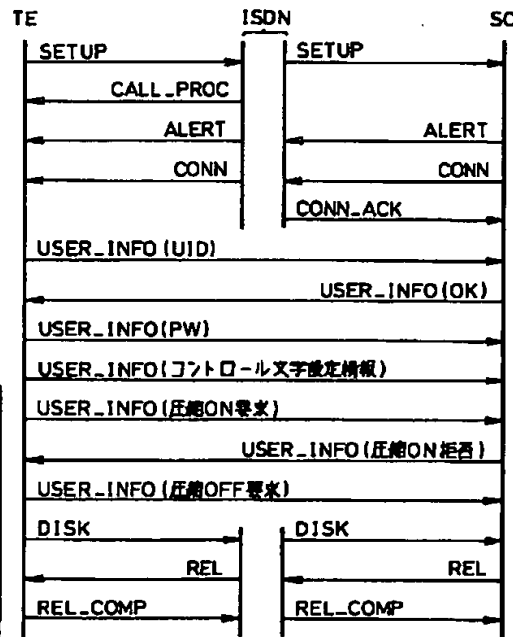 TE ISDN SC
SETUP SETUP
CALL_PROC
ALERT ALERT
CONN CONN
CONN_ACK
USER_INFO (UID)
USER_INFO (OK)
USER_INFO (PW)
USER_INFO (コントロール文字設定情報)
USER_INFO (圧縮ON要求)
USER_INFO (圧縮ON拒否)
USER_INFO (圧縮OFF要求)
DISK DISK
REL REL
REL_COMP REL_COMP